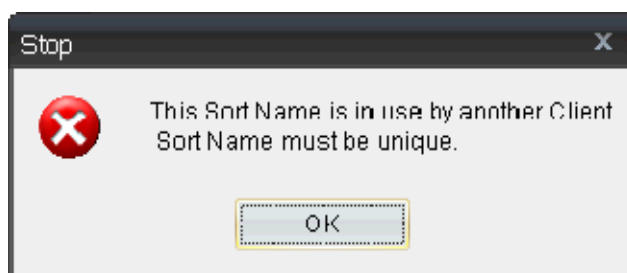 Stop
x
This Sort Name is in use by another Client
Sort Name must be unique.
OK